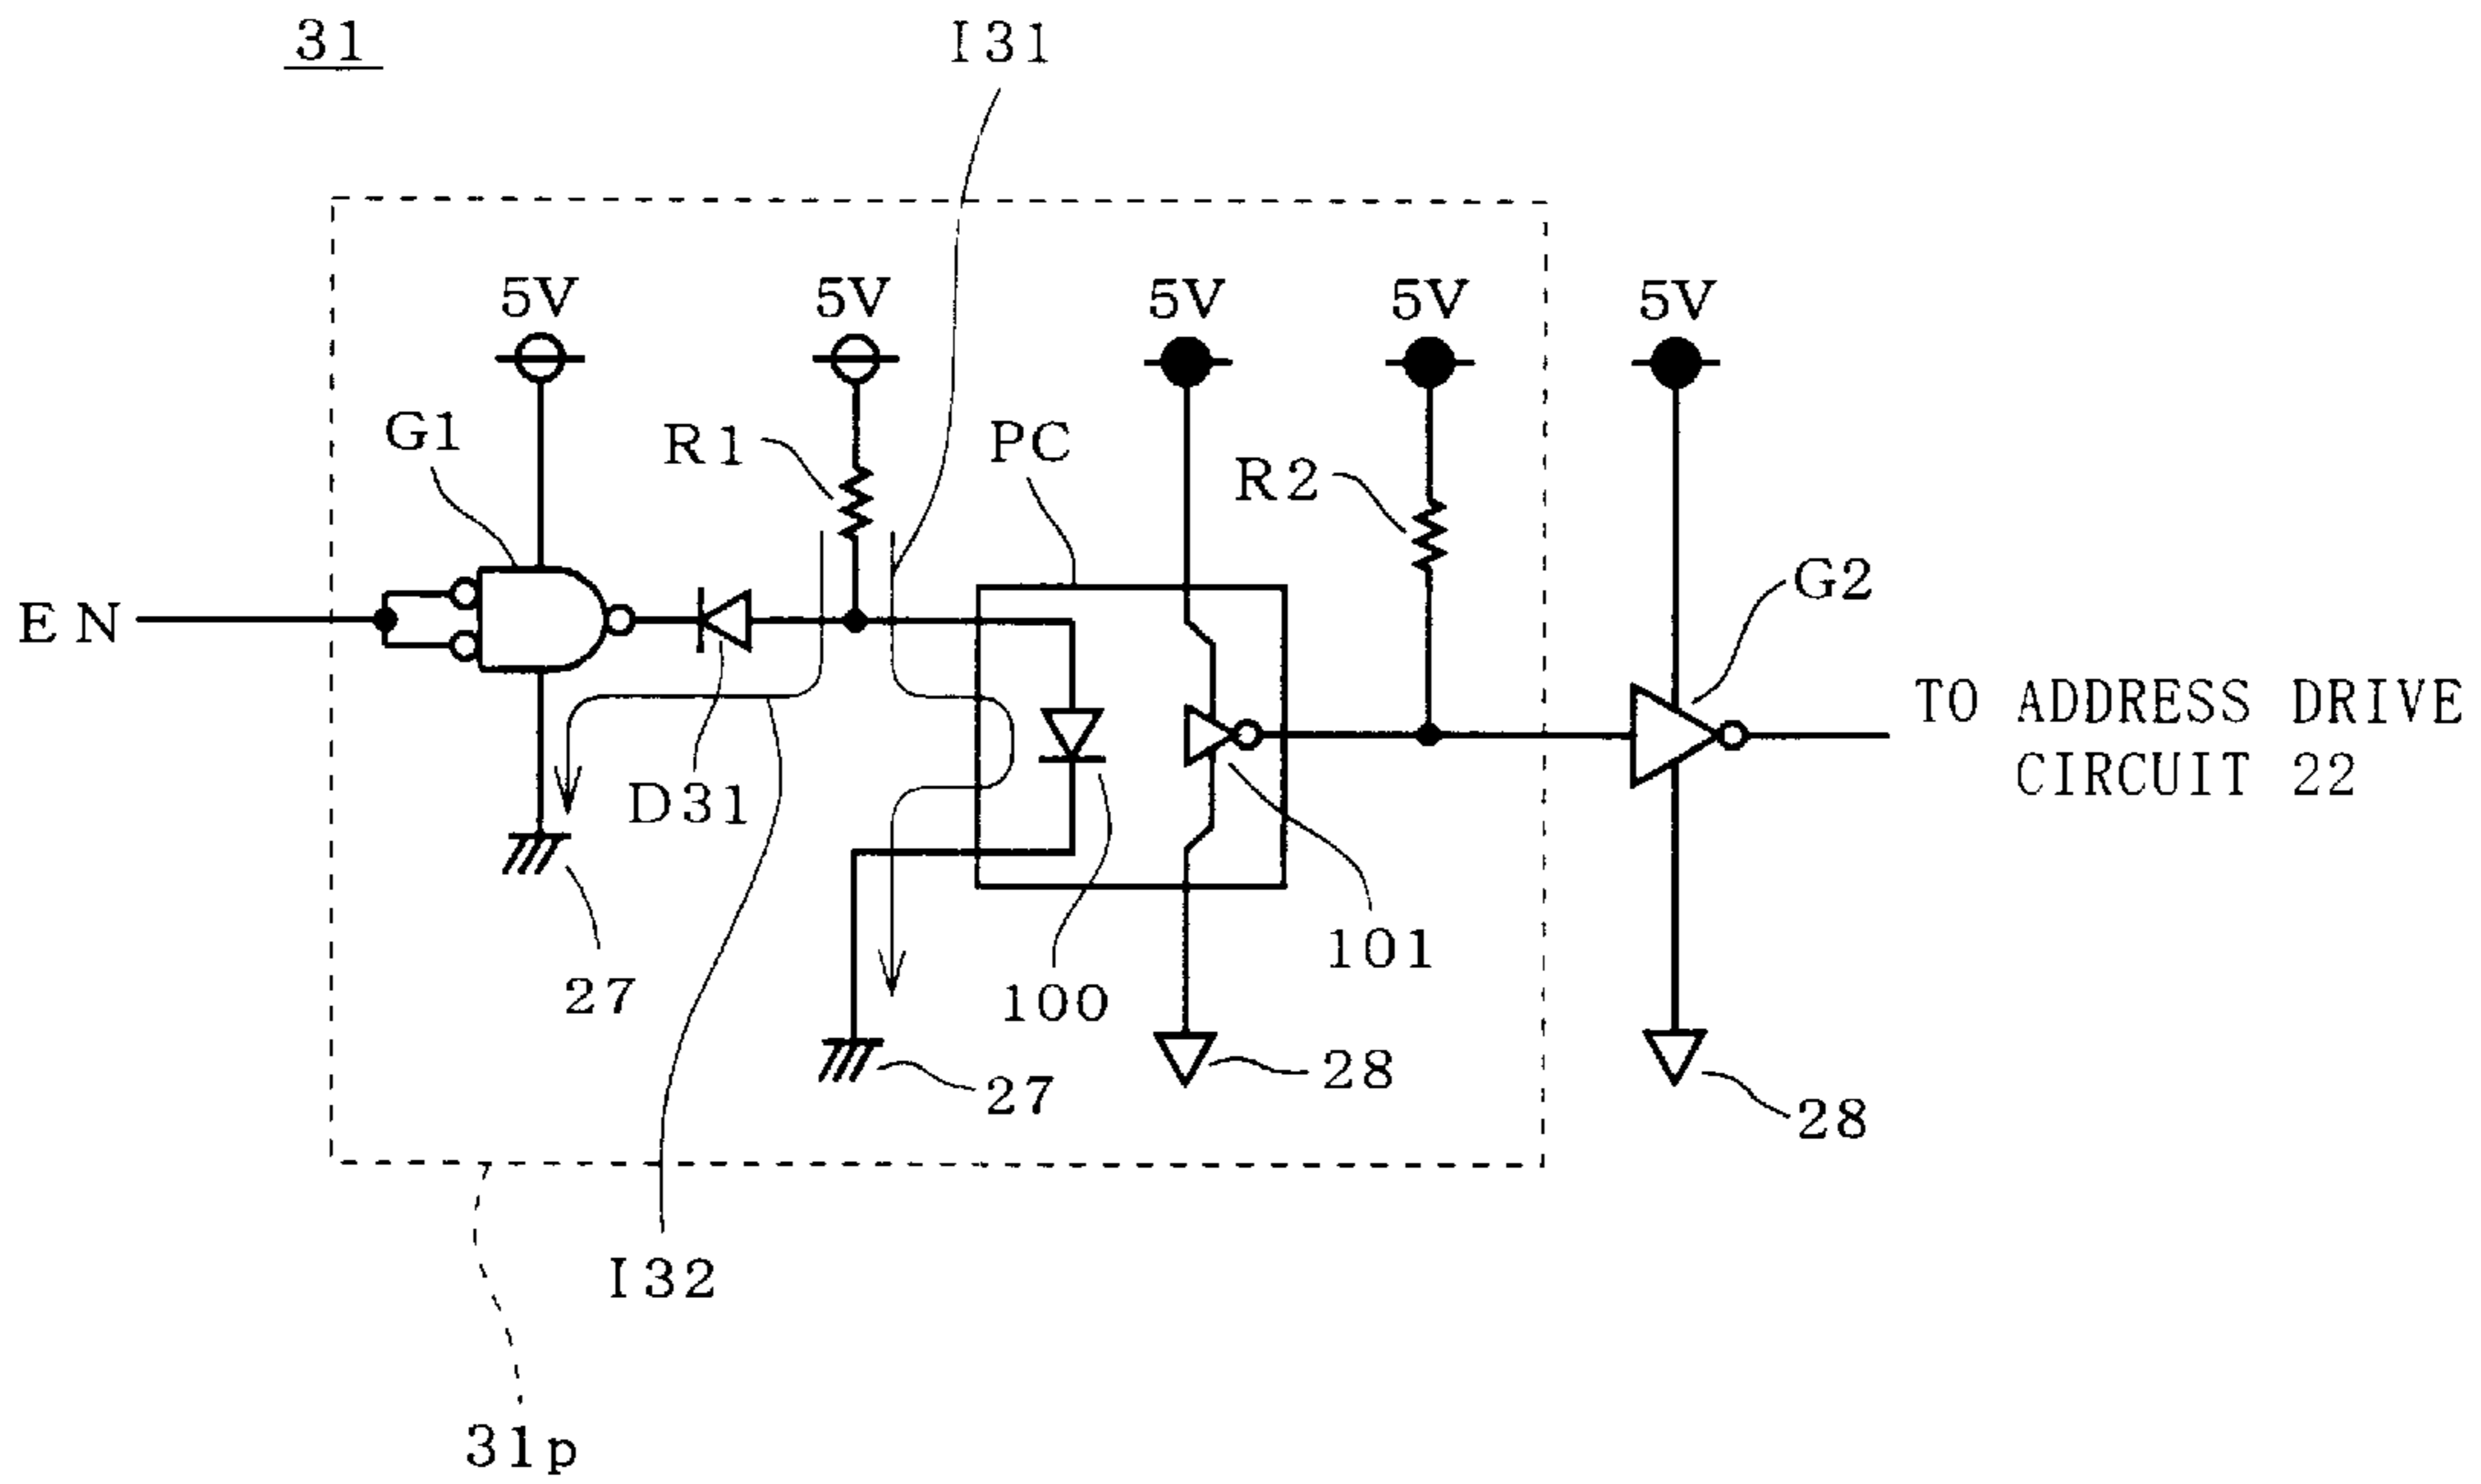 31
I31
5V
5V
5V
5V
5V
G1
R1
PC
R2
G2
EN
TO ADDRESS DRIVE
CIRCUIT 22
D31
101
27
100
27
28
28
I32
31p